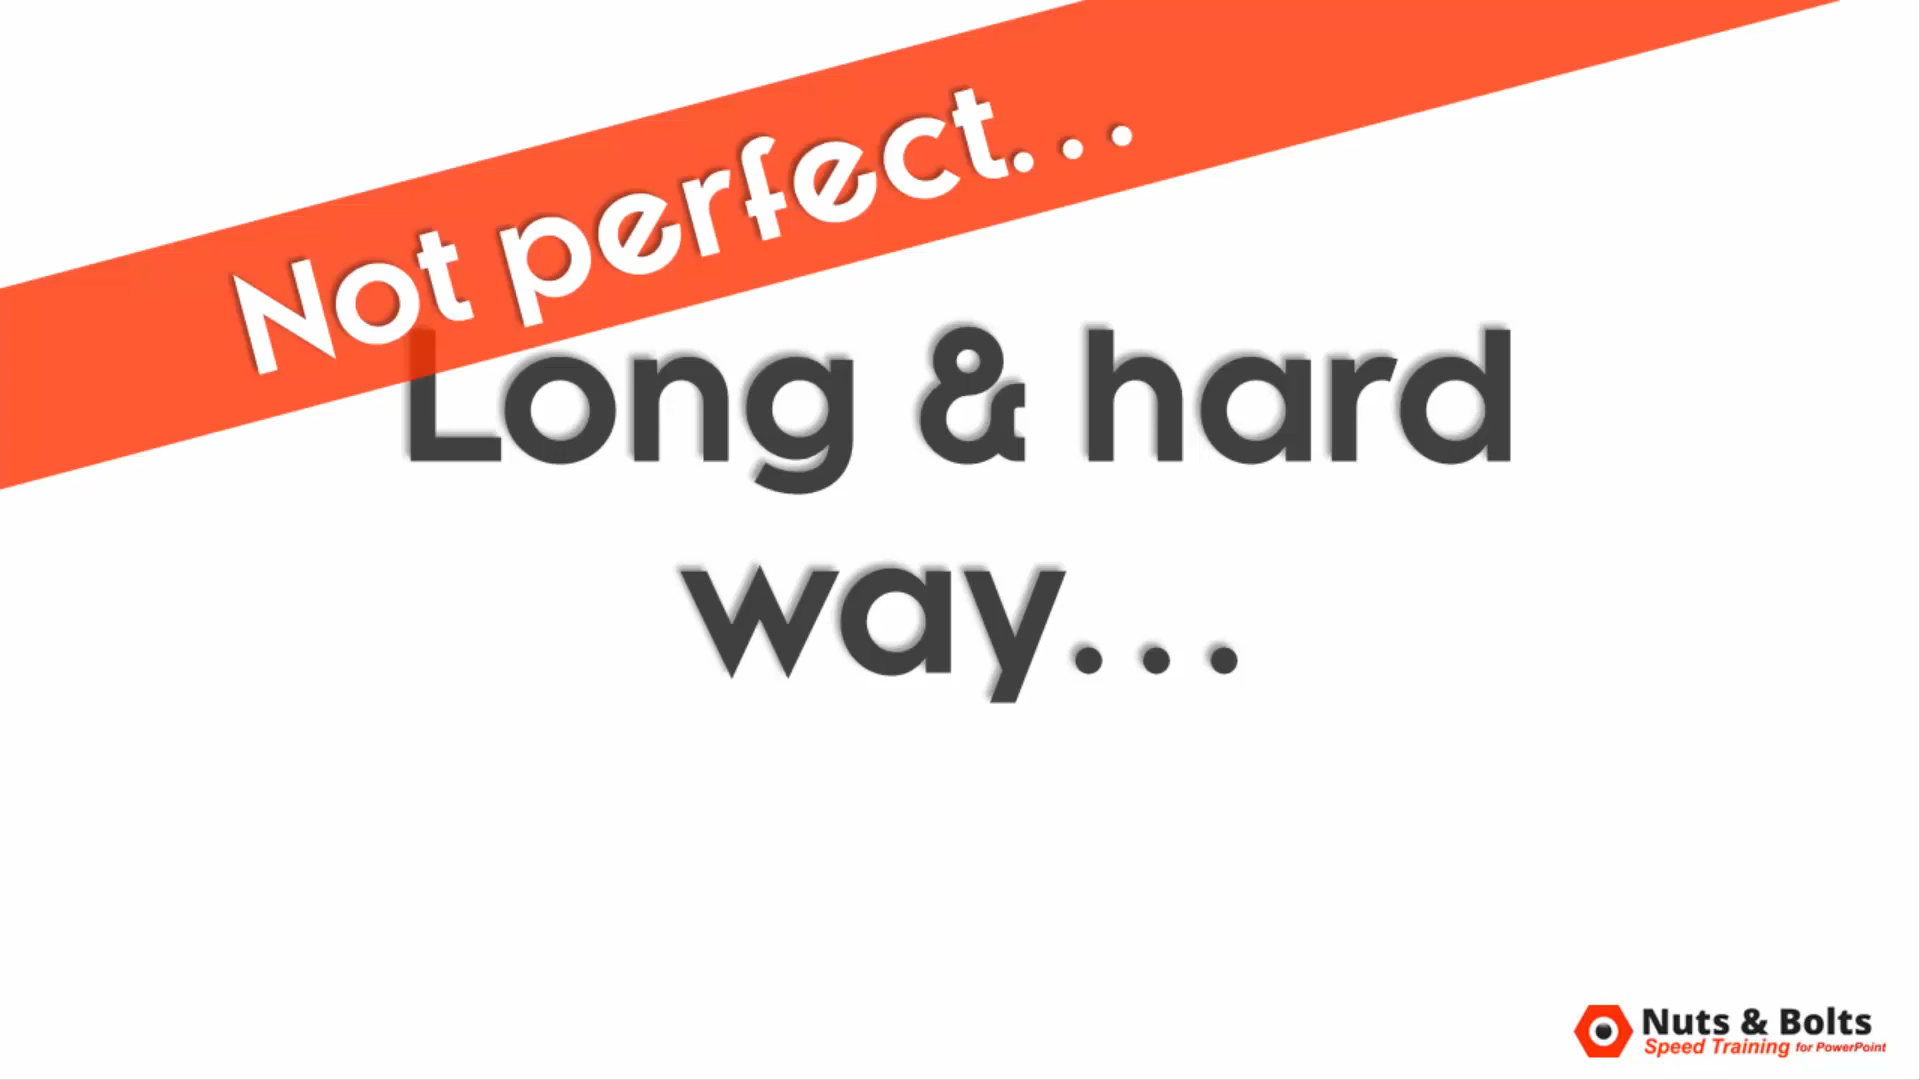 Not perfect...
Long & hard
way...
Nuts & Bolts
Speed Training for PowerPoint